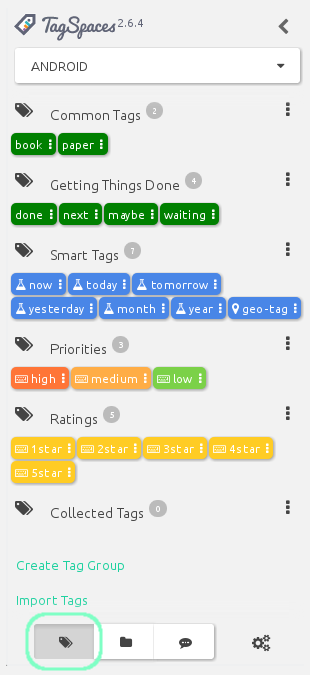 TagSpaces 2.6.4
ANDROID
Common Tags 2
book paper
Getting Things Done 4
done next maybe waiting
Smart Tags 7
now today tomorrow
yesterday month year geo-tag
Priorities 3
high medium low
Ratings 5
1star 2star 3star 4star
5star
Collected Tags 0
Create Tag Group
Import Tags